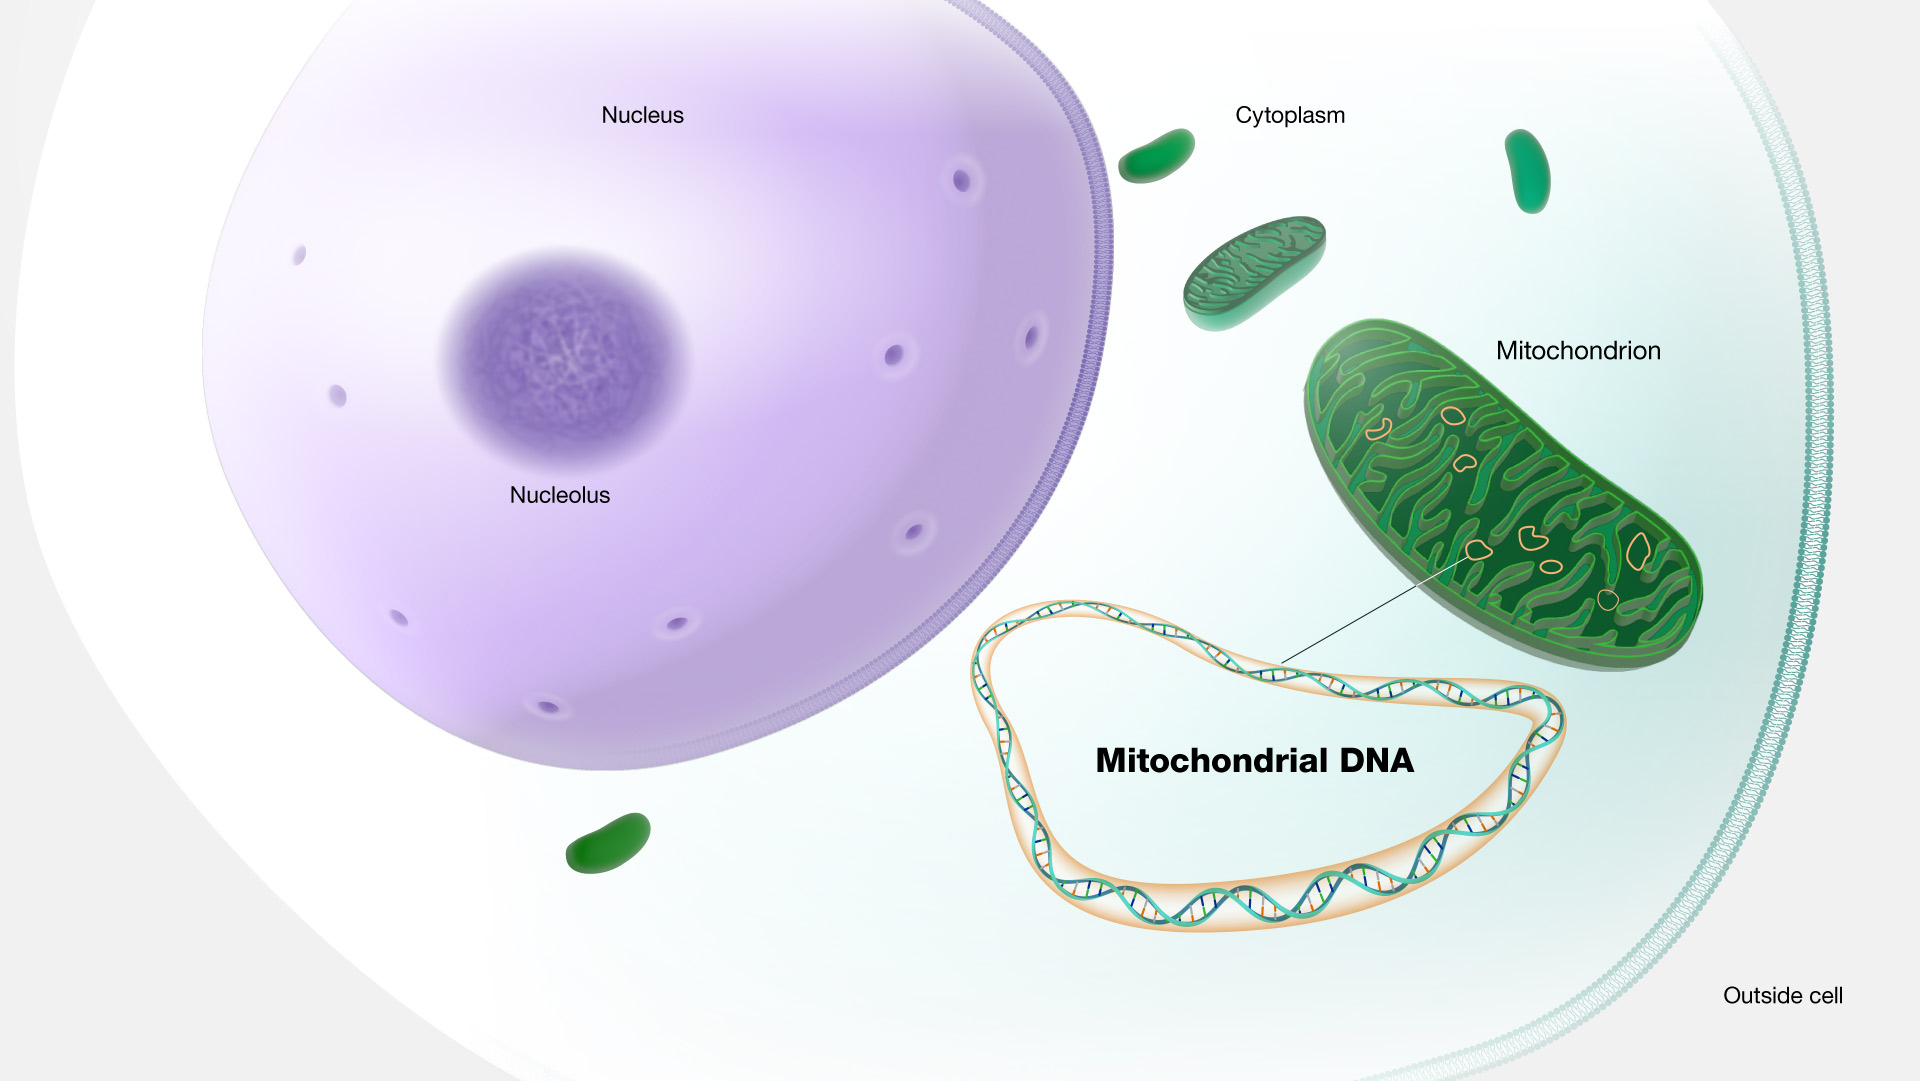 Nucleus
Cytoplasm
Mitochondrion
Nucleolus
Mitochondrial DNA
Outside cell